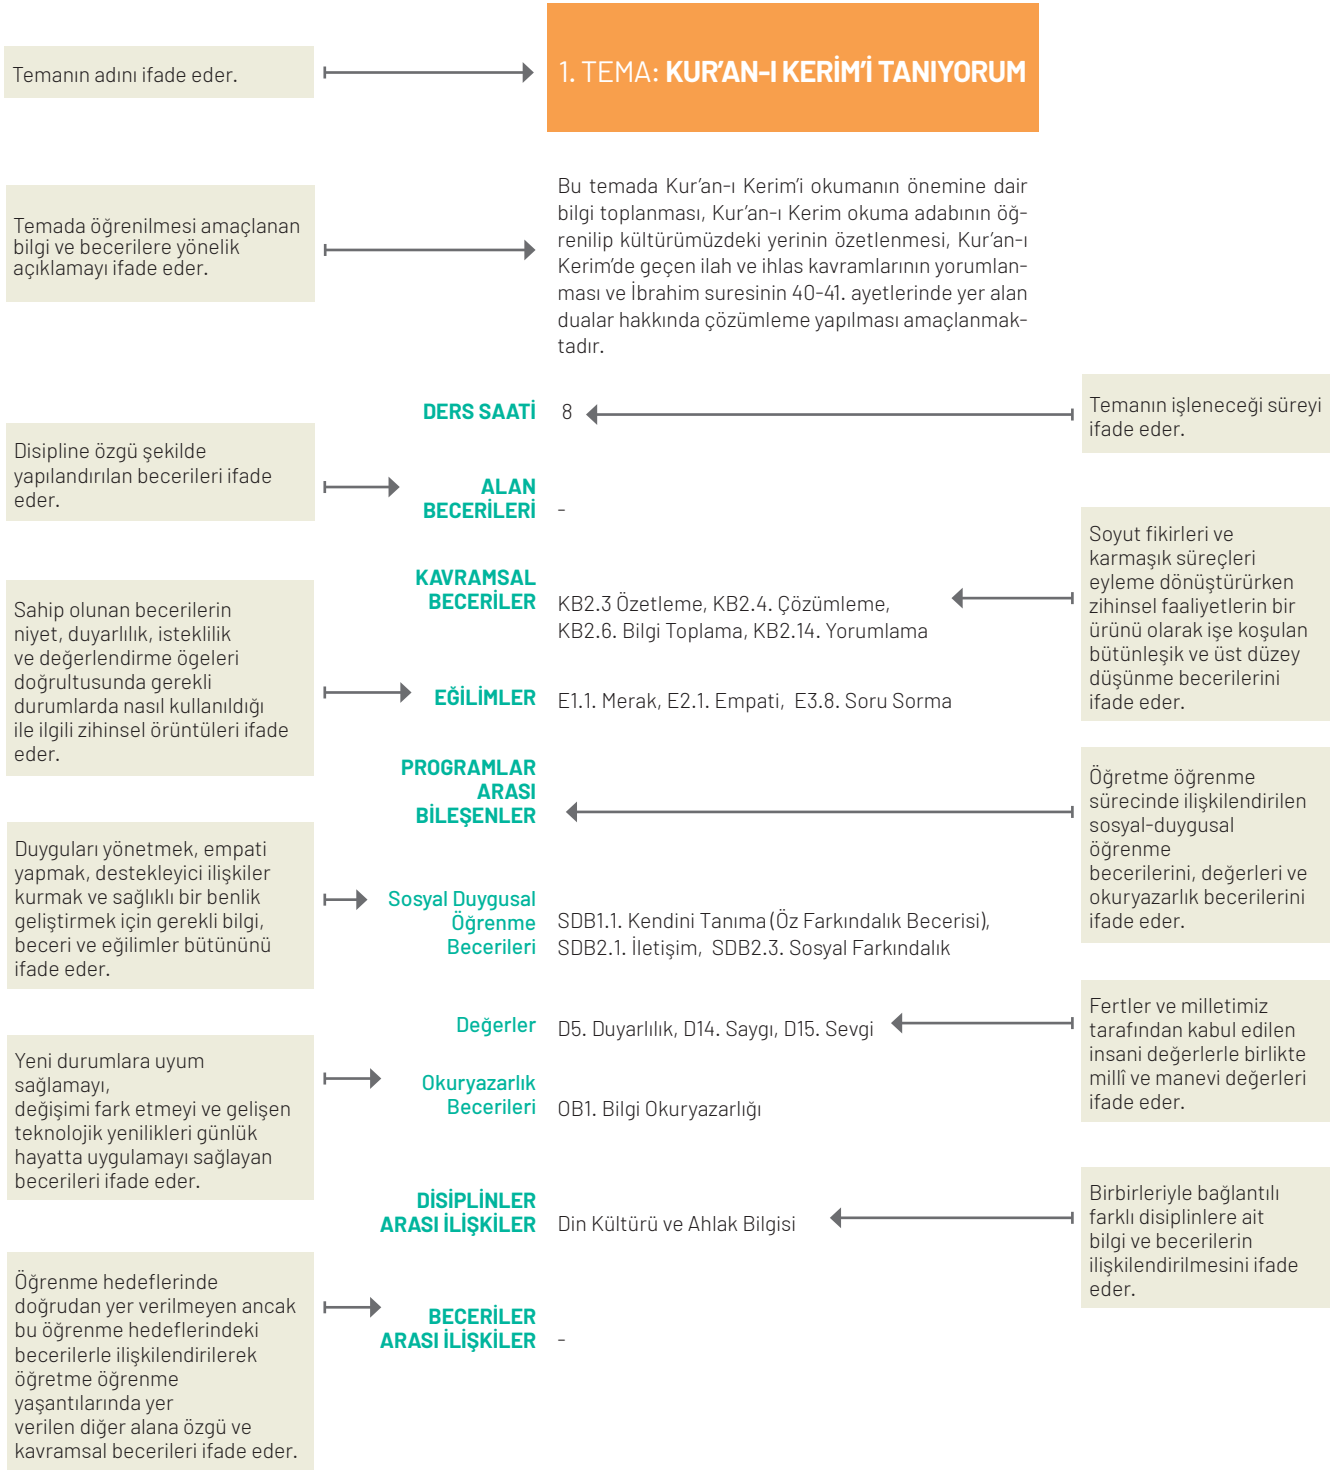 Temanın adını ifade eder.
1. TEMA: KUR’AN-I KERİM’İ TANIYORUM
Temada öğrenilmesi amaçlanan
bilgi ve becerilere yönelik
açıklamayı ifade eder.
Bu temada Kur’an-ı Kerim’i okumanın önemine dair
bilgi toplanması, Kur’an-ı Kerim okuma adabının öğ-
renilip kültürümüzdeki yerinin özetlenmesi, Kur’an-ı
Kerim’de geçen ilah ve ihlas kavramlarının yorumlan-
ması ve İbrahim suresinin 40-41. ayetlerinde yer alan
dualar hakkında çözümleme yapılması amaçlanmak-
tadır.
DERS SAATİ 8
Temanın işleneceği süreyi
ifade eder.
Disipline özgü şekilde
yapılandırılan becerileri ifade
eder.
ALAN
BECERİLERİ -
Soyut fikirleri ve
karmaşık süreçleri
eyleme dönüştürürken
zihinsel faaliyetlerin bir
ürünü olarak işe koşulan
bütünleşik ve üst düzey
düşünme becerilerini
ifade eder.
KAVRAMSAL
BECERİLER KB2.3 Özetleme, KB2.4. Çözümleme,
KB2.6. Bilgi Toplama, KB2.14. Yorumlama
Sahip olunan becerilerin
niyet, duyarlılık, isteklilik
ve değerlendirme ögeleri
doğrultusunda gerekli
durumlarda nasıl kullanıldığı
ile ilgili zihinsel örüntüleri ifade
eder.
EĞİLİMLER E1.1. Merak, E2.1. Empati, E3.8. Soru Sorma
PROGRAMLAR
ARASI
BİLEŞENLER
Öğretme öğrenme
sürecinde ilişkilendirilen
sosyal-duygusal
öğrenme
becerilerini, değerleri ve
okuryazarlık becerilerini
ifade eder.
Duyguları yönetmek, empati
yapmak, destekleyici ilişkiler
kurmak ve sağlıklı bir benlik
geliştirmek için gerekli bilgi,
beceri ve eğilimler bütününü
ifade eder.
Sosyal Duygusal
Öğrenme
Becerileri
SDB1.1. Kendini Tanıma (Öz Farkındalık Becerisi),
SDB2.1. İletişim, SDB2.3. Sosyal Farkındalık
Değerler D5. Duyarlılık, D14. Saygı, D15. Sevgi
Fertler ve milletimiz
tarafından kabul edilen
insani değerlerle birlikte
millî ve manevi değerleri
ifade eder.
Yeni durumlara uyum
sağlamayı,
değişimi fark etmeyi ve gelişen
teknolojik yenilikleri günlük
hayatta uygulamayı sağlayan
becerileri ifade eder.
Okuryazarlık
Becerileri OB1. Bilgi Okuryazarlığı
DİSİPLİNLER
ARASI İLİŞKİLER Din Kültürü ve Ahlak Bilgisi
Birbirleriyle bağlantılı
farklı disiplinlere ait
bilgi ve becerilerin
ilişkilendirilmesini ifade
eder.
Öğrenme hedeflerinde
doğrudan yer verilmeyen ancak
bu öğrenme hedeflerindeki
becerilerle ilişkilendirilerek
öğretme öğrenme
yaşantılarında yer
verilen diğer alana özgü ve
kavramsal becerileri ifade eder.
BECERİLER
ARASI İLİŞKİLER -